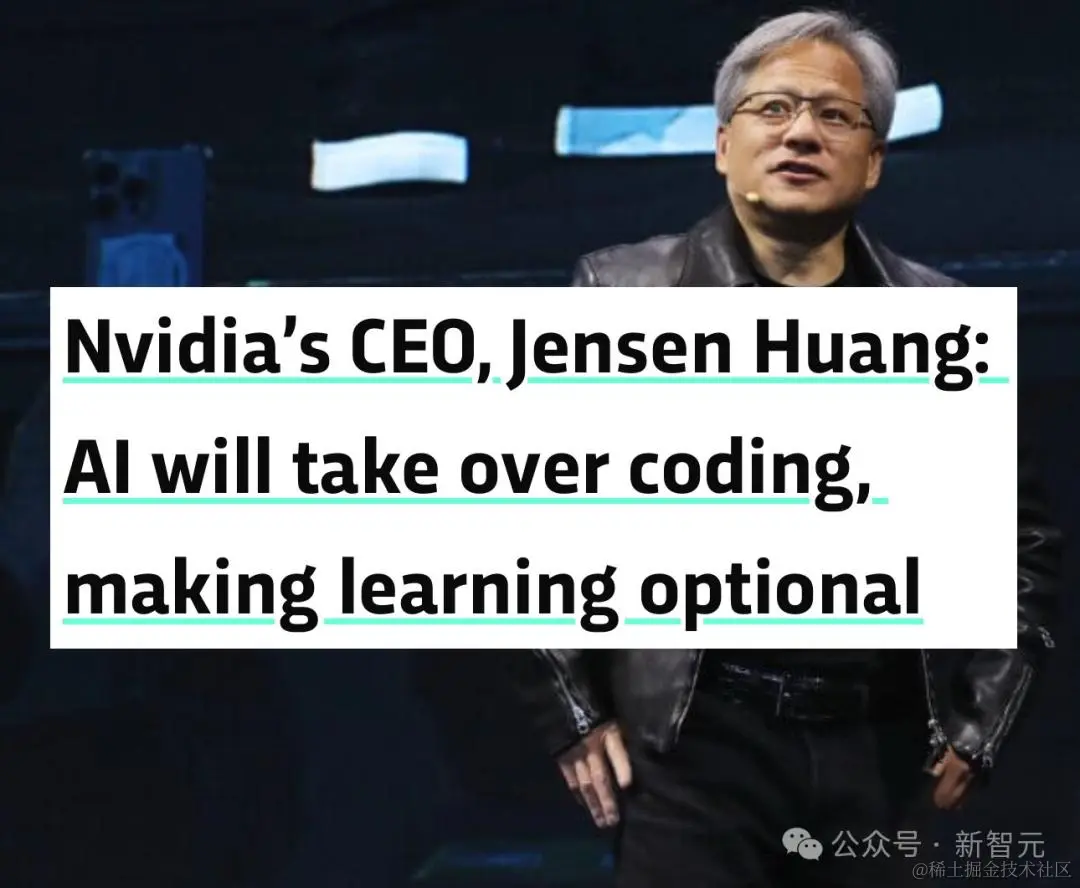 Nvidia’s CEO, Jensen Huang:
AI will take over coding,
making learning optional
公众号 · 新智元
@稀土掘金技术社区